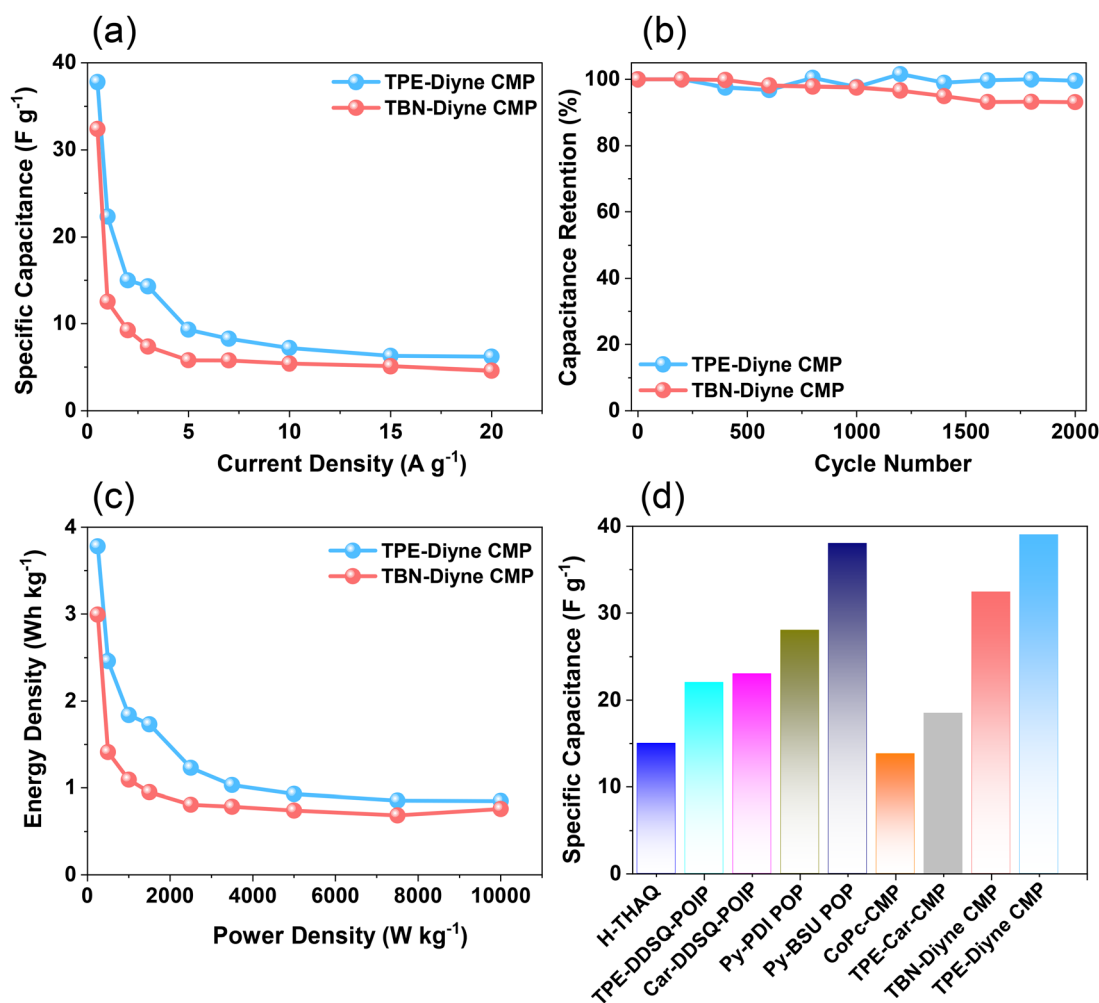 (a)
40
30
20
10
0
0 5 10 15 20
Specific Capacitance (F g⁻¹)
Current Density (A g⁻¹)
TPE-Diyne CMP
TBN-Diyne CMP
(b)
100
80
60
40
20
0
0 500 1000 1500 2000
Capacitance Retention (%)
Cycle Number
TPE-Diyne CMP
TBN-Diyne CMP
(c)
4
3
2
1
0
0 2000 4000 6000 8000 10000
Energy Density (Wh kg⁻¹)
Power Density (W kg⁻¹)
TPE-Diyne CMP
TBN-Diyne CMP
(d)
40
30
20
10
0
Specific Capacitance (F g⁻¹)
H-THAQ
TPE-DDSQ-POIP
Car-DDSQ-POIP
Py-PDI POP
Py-BSU POP
CoPc-CMP
TPE-Car-CMP
TBN-Diyne CMP
TPE-Diyne CMP